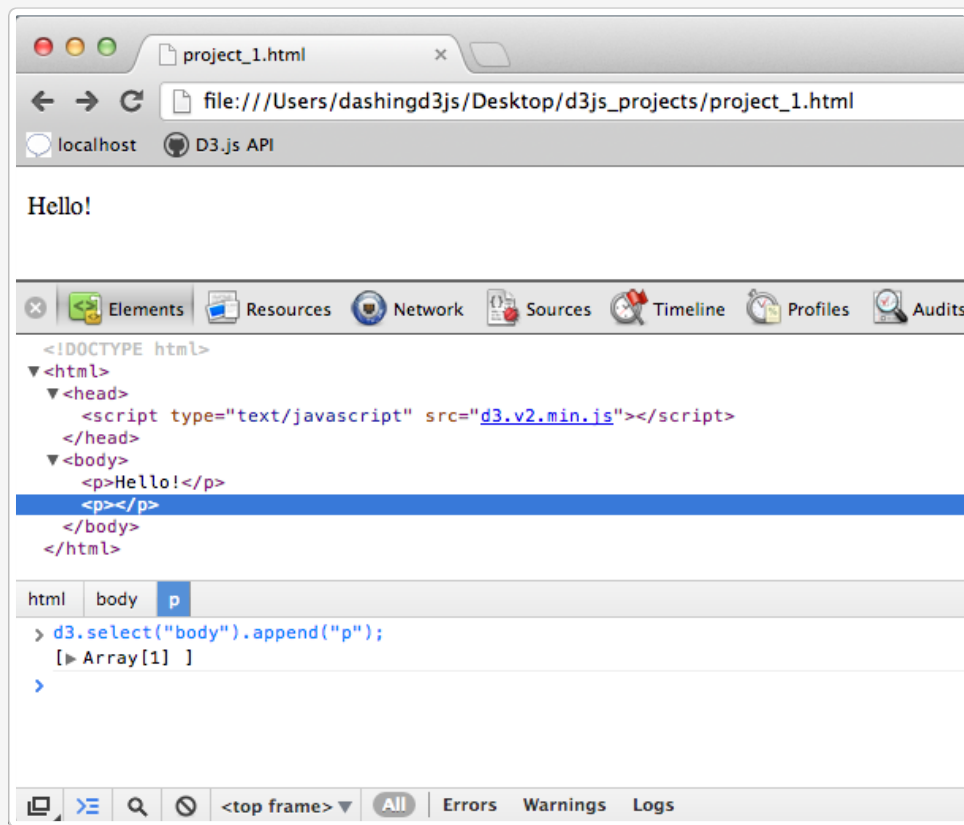 project_1.html
file:///Users/dashingd3js/Desktop/d3js_projects/project_1.html
localhost D3.js API
Hello!
Elements Resources Network Sources Timeline Profiles Audits
<!DOCTYPE html>
▼<html>
▼<head>
<script type="text/javascript" src="d3.v2.min.js"></script>
</head>
▼<body>
<p>Hello!</p>
<p></p>
</body>
</html>
html body p
> d3.select("body").append("p");
[▶ Array[1] ]
>
<top frame> ▼ All Errors Warnings Logs